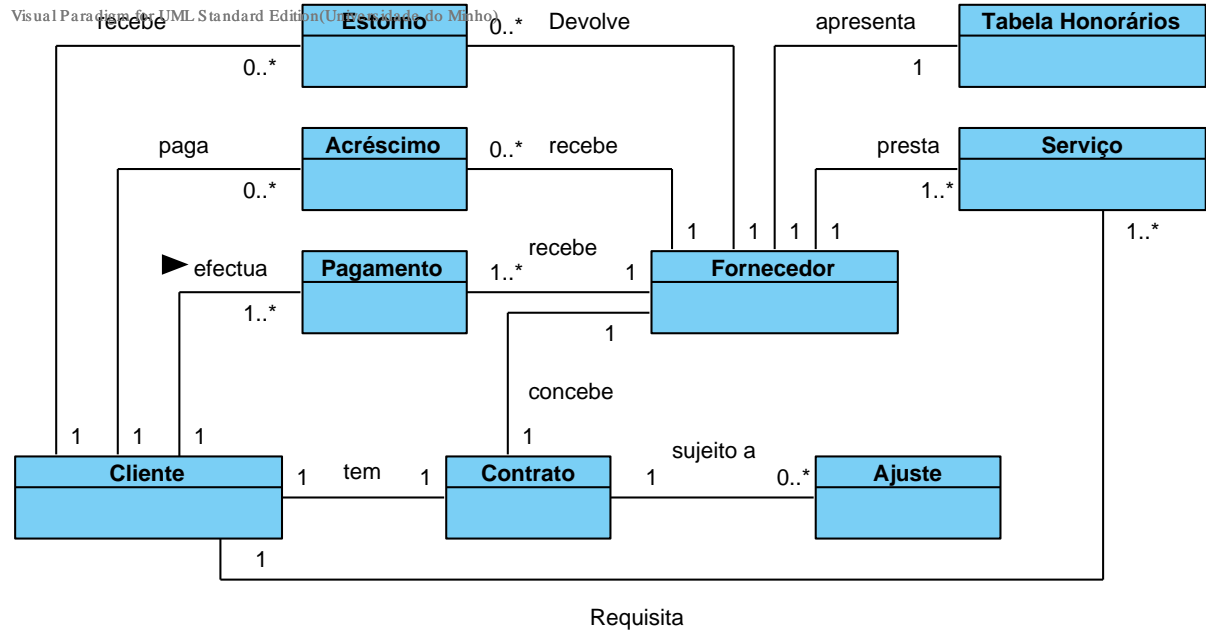 Visual Paradigm for UML Standard Edition(Universidade do Minho)
recebe
Estorno
0..*
Devolve
apresenta
Tabela Honorários
0..*
1
paga
Acréscimo
0..*
recebe
presta
Serviço
0..*
1..*
1
1
1
1
1..*
efectua
Pagamento
recebe
1..*
1
Fornecedor
1..*
1
concebe
1
1
1
1
sujeito a
Cliente
1
tem
1
Contrato
1
0..*
Ajuste
1
Requisita